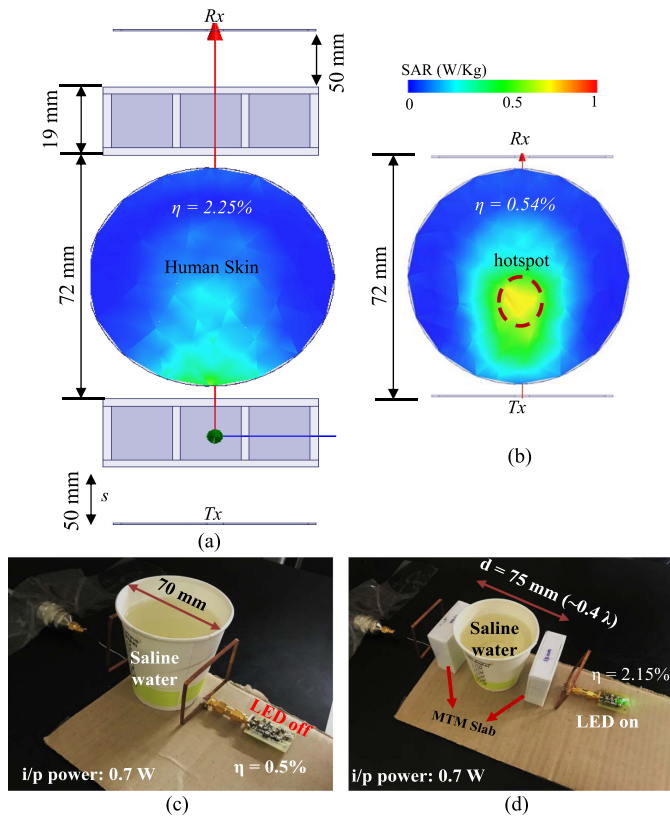 Rx
50 mm
19 mm
SAR (W/Kg)
0
0.5
1
Rx
η = 2.25%
η = 0.54%
Human Skin
hotspot
72 mm
72 mm
Tx
(b)
50 mm
s
Tx
(a)
70 mm
Saline
water
LED off
η = 0.5%
i/p power: 0.7 W
(c)
d = 75 mm (~0.4 λ)
Saline
water
η = 2.15%
MTM Slab
LED on
i/p power: 0.7 W
(d)